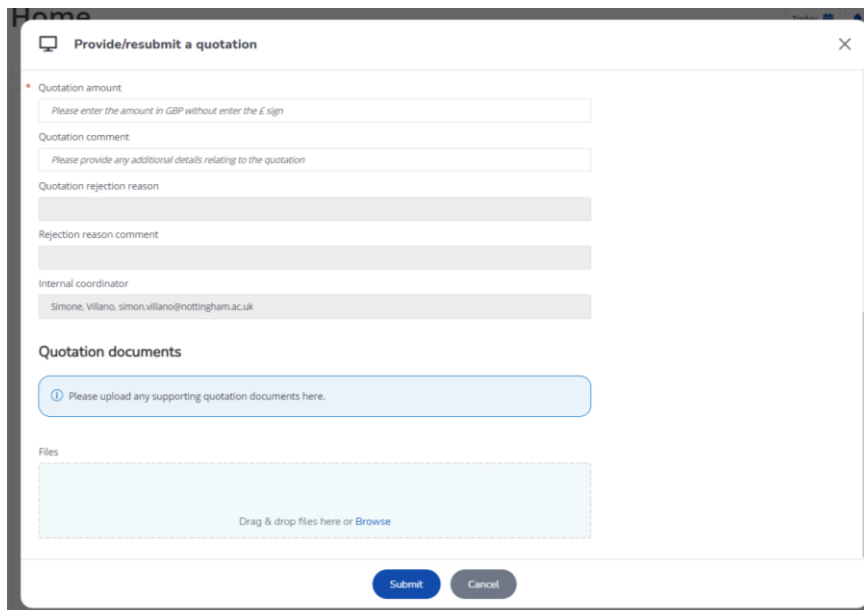 Home
Today
Provide/resubmit a quotation
* Quotation amount
Please enter the amount in GBP without enter the £ sign
Quotation comment
Please provide any additional details relating to the quotation
Quotation rejection reason
Rejection reason comment
Internal coordinator
Simone, Villano, simon.villano@nottingham.ac.uk
Quotation documents
Please upload any supporting quotation documents here.
Files
Drag & drop files here or Browse
Submit
Cancel